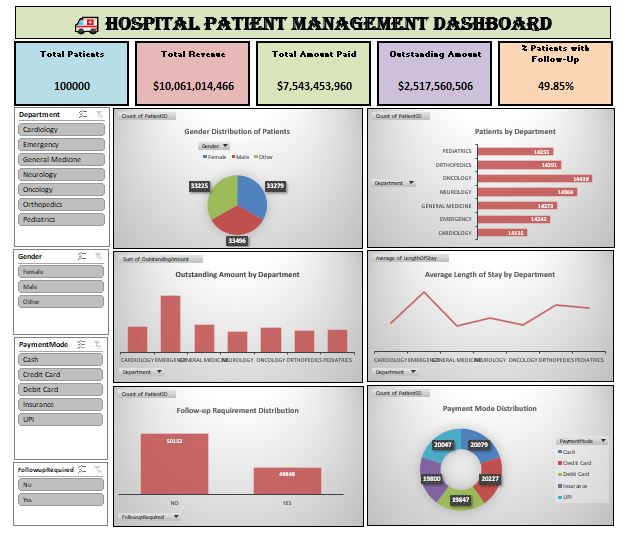 HOSPITAL PATIENT MANAGEMENT DASHBOARD
Total Patients
100000
Total Revenue
$10,061,014,466
Total Amount Paid
$7,543,453,960
Outstanding Amount
$2,517,560,506
% Patients with
Follow-Up
49.85%
Department
Cardiology
Emergency
General Medicine
Neurology
Oncology
Orthopedics
Pediatrics
Gender
Female
Male
Other
PaymentMode
Cash
Credit Card
Debit Card
Insurance
UPI
FollowupRequired
No
Yes
Count of PatientID
Gender Distribution of Patients
Gender
Female Male Other
33225 33279
33496
Count of PatientID
Patients by Department
Department
PEDIATRICS 14255
ORTHOPEDICS 14291
ONCOLOGY 14438
NEUROLOGY 14366
GENERAL MEDICINE 14273
EMERGENCY 14242
CARDIOLOGY
Sum of OutstandingAmount
Outstanding Amount by Department
CARDIOLOGY EMERGENCY GENERAL MEDICINE NEUROLOGY ONCOLOGY ORTHOPEDICS PEDIATRICS
Department
Average of LengthOfStay
Average Length of Stay by Department
CARDIOLOGY EMERGENCY GENERAL MEDICINE NEUROLOGY ONCOLOGY ORTHOPEDICS PEDIATRICS
Department
Count of PatientID
Follow-up Requirement Distribution
50152
49848
NO YES
FollowupRequired
Count of PatientID
Payment Mode Distribution
20047 20079
19800 20227
19847
PaymentMode
Cash
Credit Card
Debit Card
Insurance
UPI